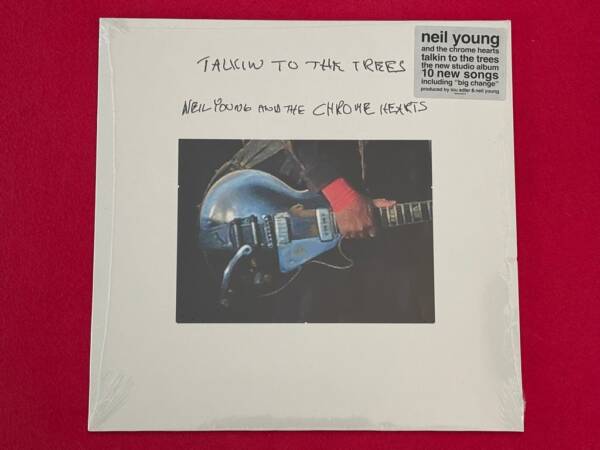 TALKIN TO THE TREES
NEIL YOUNG AND THE CHROME HEARTS
neil young
and the chrome hearts
talkin to the trees
the new studio album
10 new songs
including "big change"
produced by lou adler & neil young